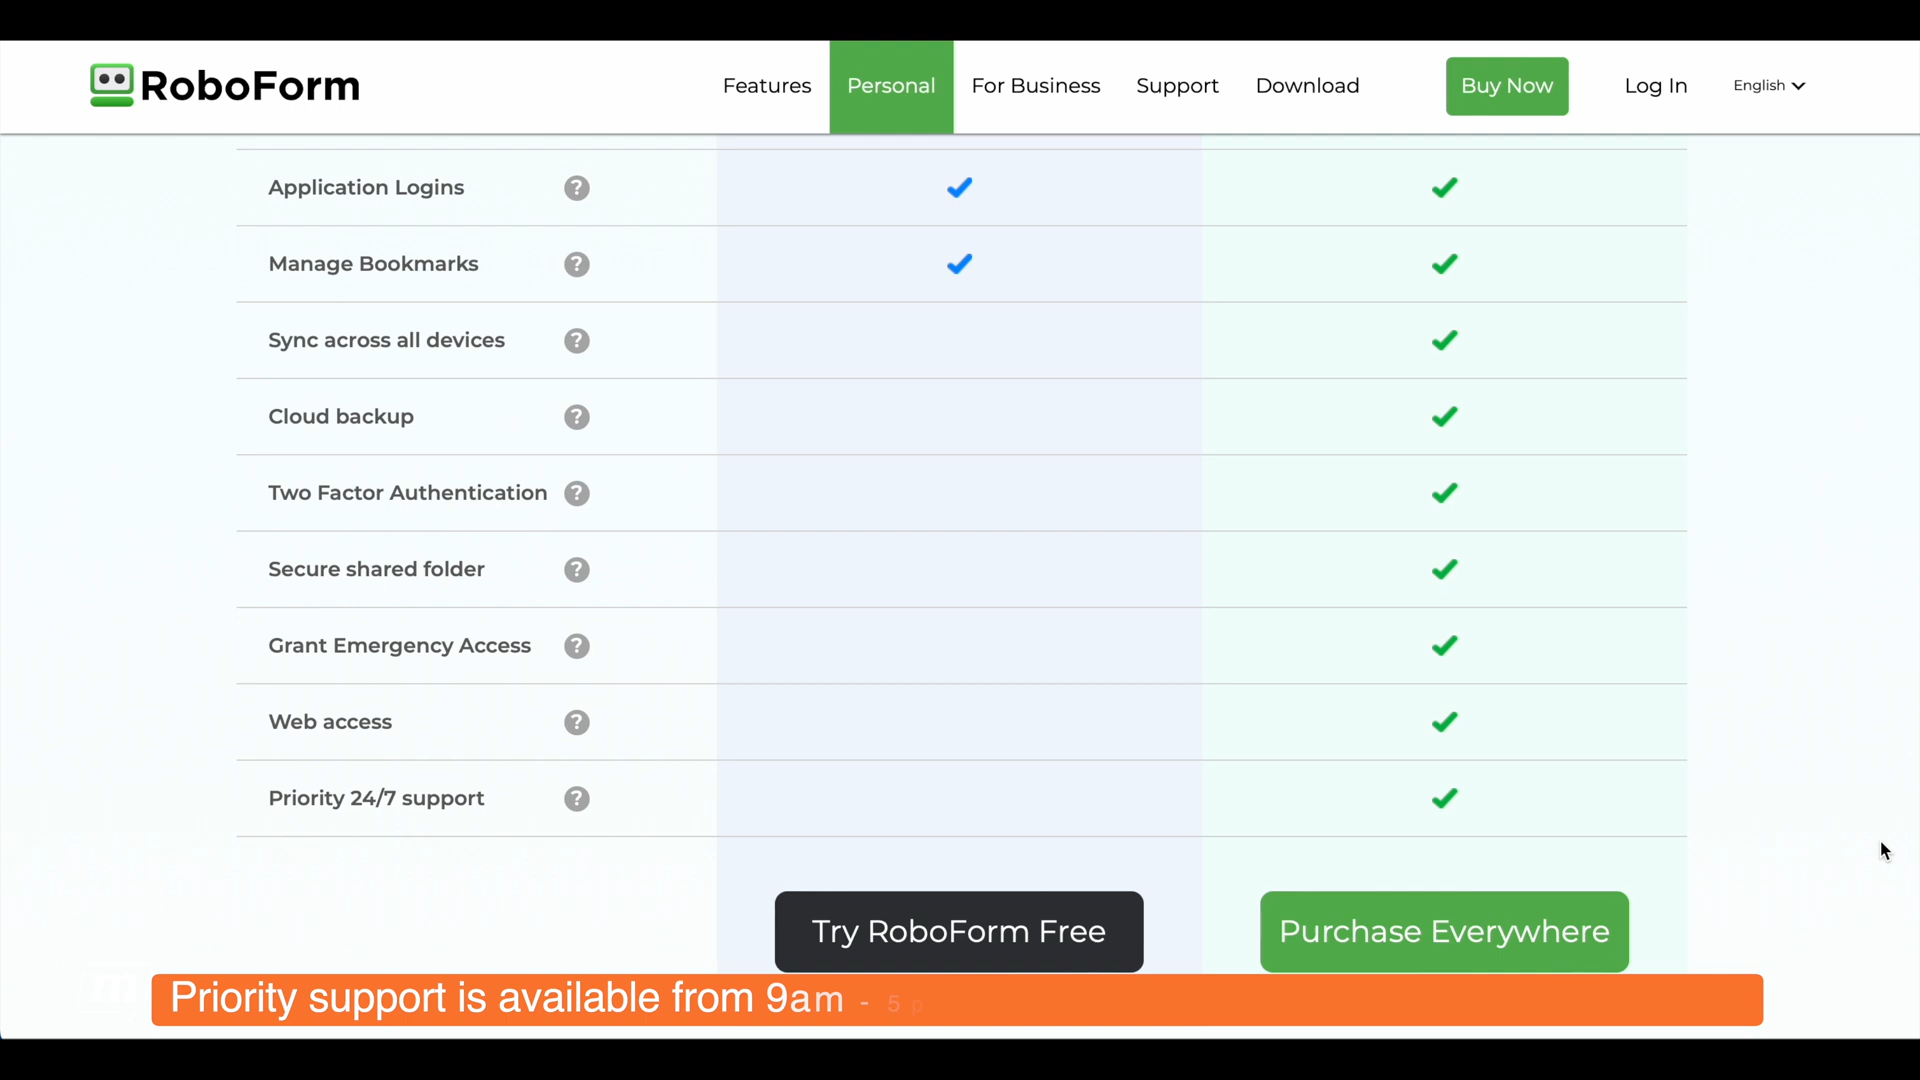 RoboForm
Features Personal For Business Support Download Buy Now Log In English
Application Logins ?
Manage Bookmarks ?
Sync across all devices ?
Cloud backup ?
Two Factor Authentication ?
Secure shared folder ?
Grant Emergency Access ?
Web access ?
Priority 24/7 support ?
Try RoboForm Free Purchase Everywhere
Priority support is available from 9am - 5 p